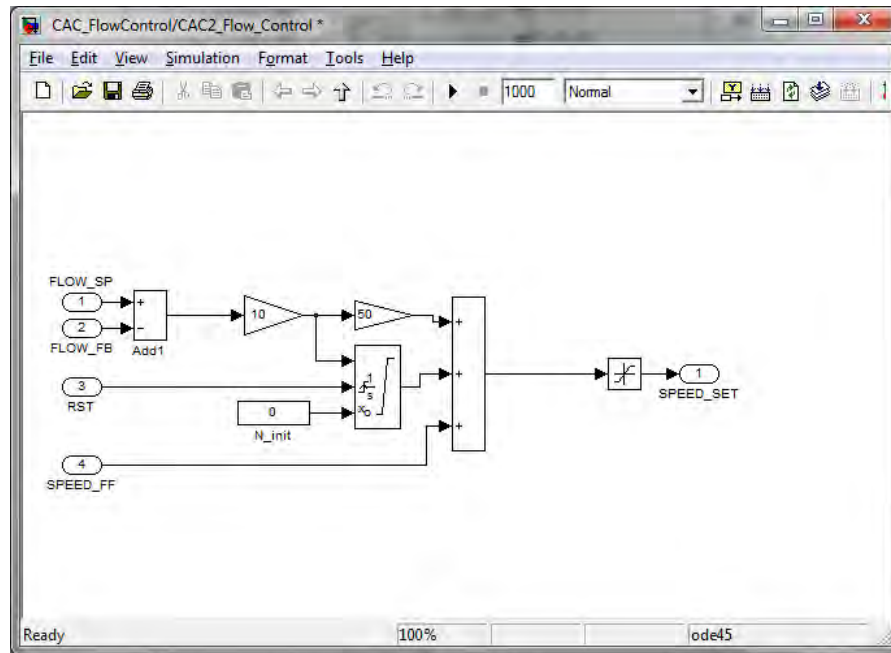 CAC_FlowControl/CAC2_Flow_Control *
File Edit View Simulation Format Tools Help
1000 Normal
FLOW_SP
1
+
10
50
+
2
−
FLOW_FB
Add1
3
RST
1
s
xo
+
0
N_init
1
SPEED_SET
4
+
SPEED_FF
Ready 100% ode45